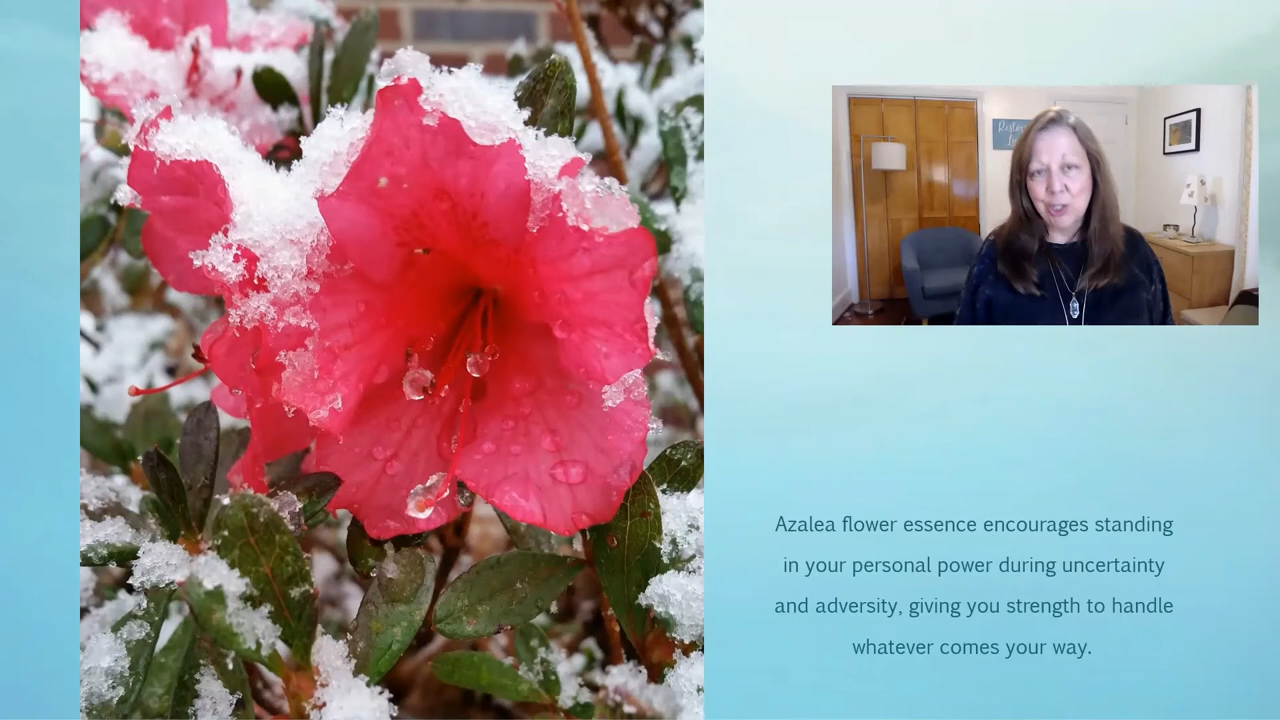 Azalea flower essence encourages standing
in your personal power during uncertainty
and adversity, giving you strength to handle
whatever comes your way.